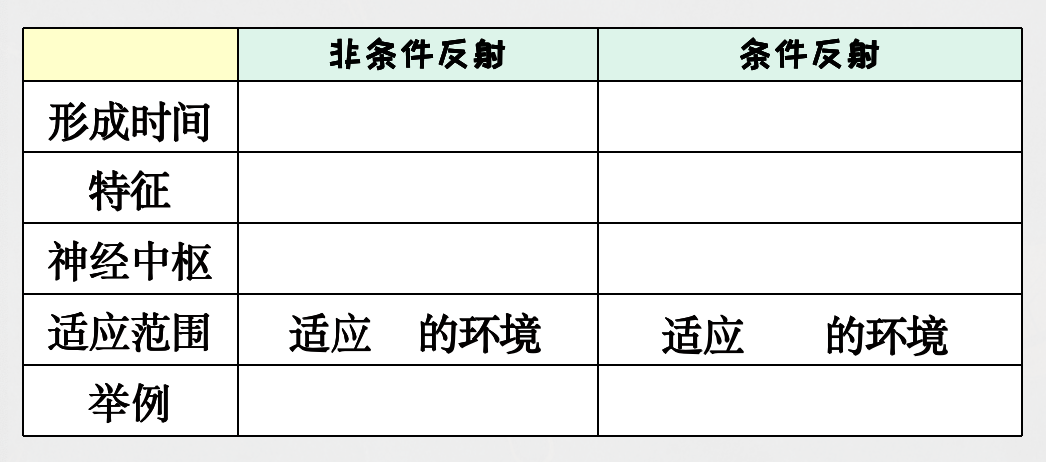 非条件反射 条件反射
形成时间
特征
神经中枢
适应范围 适应 的环境 适应 的环境
举例